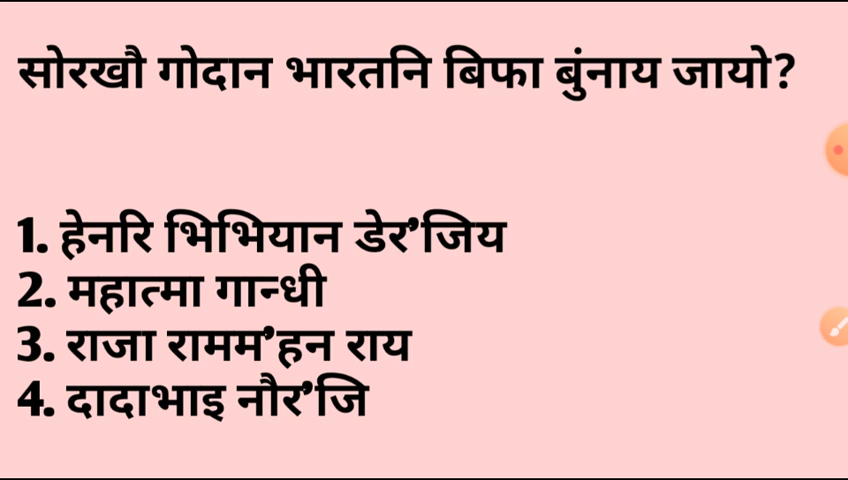 सोरखौ गोदान भारतनि बिफा बुंनाय जायो?
1. हेनरि भिभियान डेर’जिय
2. महात्मा गान्धी
3. राजा रामम’हन राय
4. दादाभाइ नौर’जि